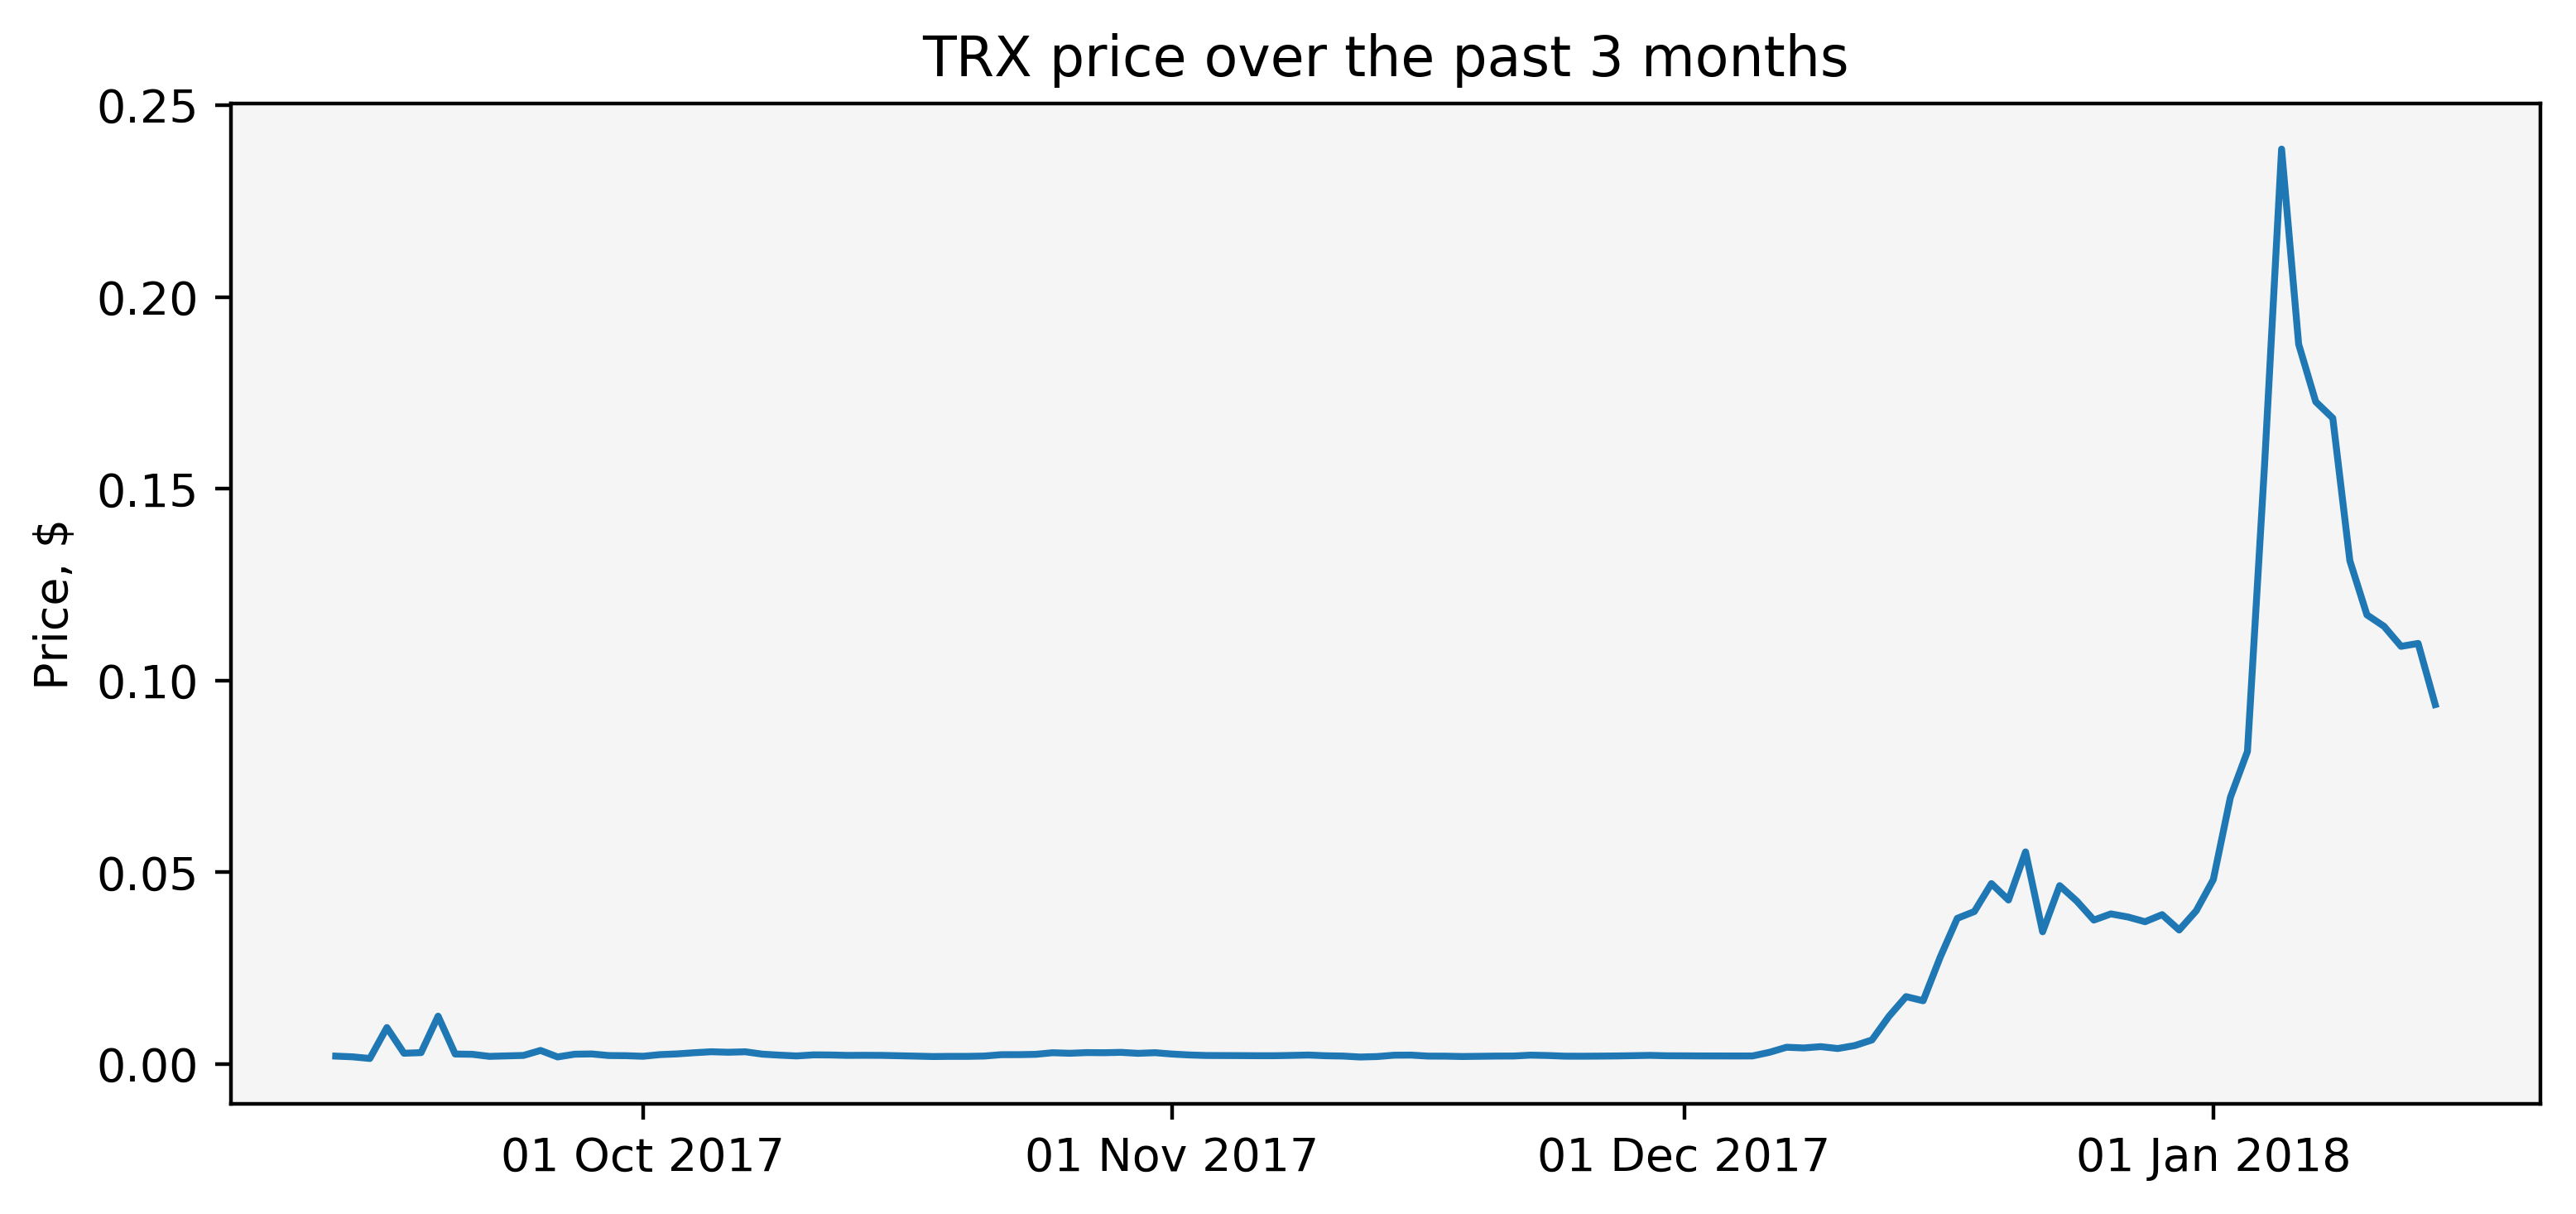 TRX price over the past 3 months
Price, $
0.25
0.20
0.15
0.10
0.05
0.00
01 Oct 2017
01 Nov 2017
01 Dec 2017
01 Jan 2018